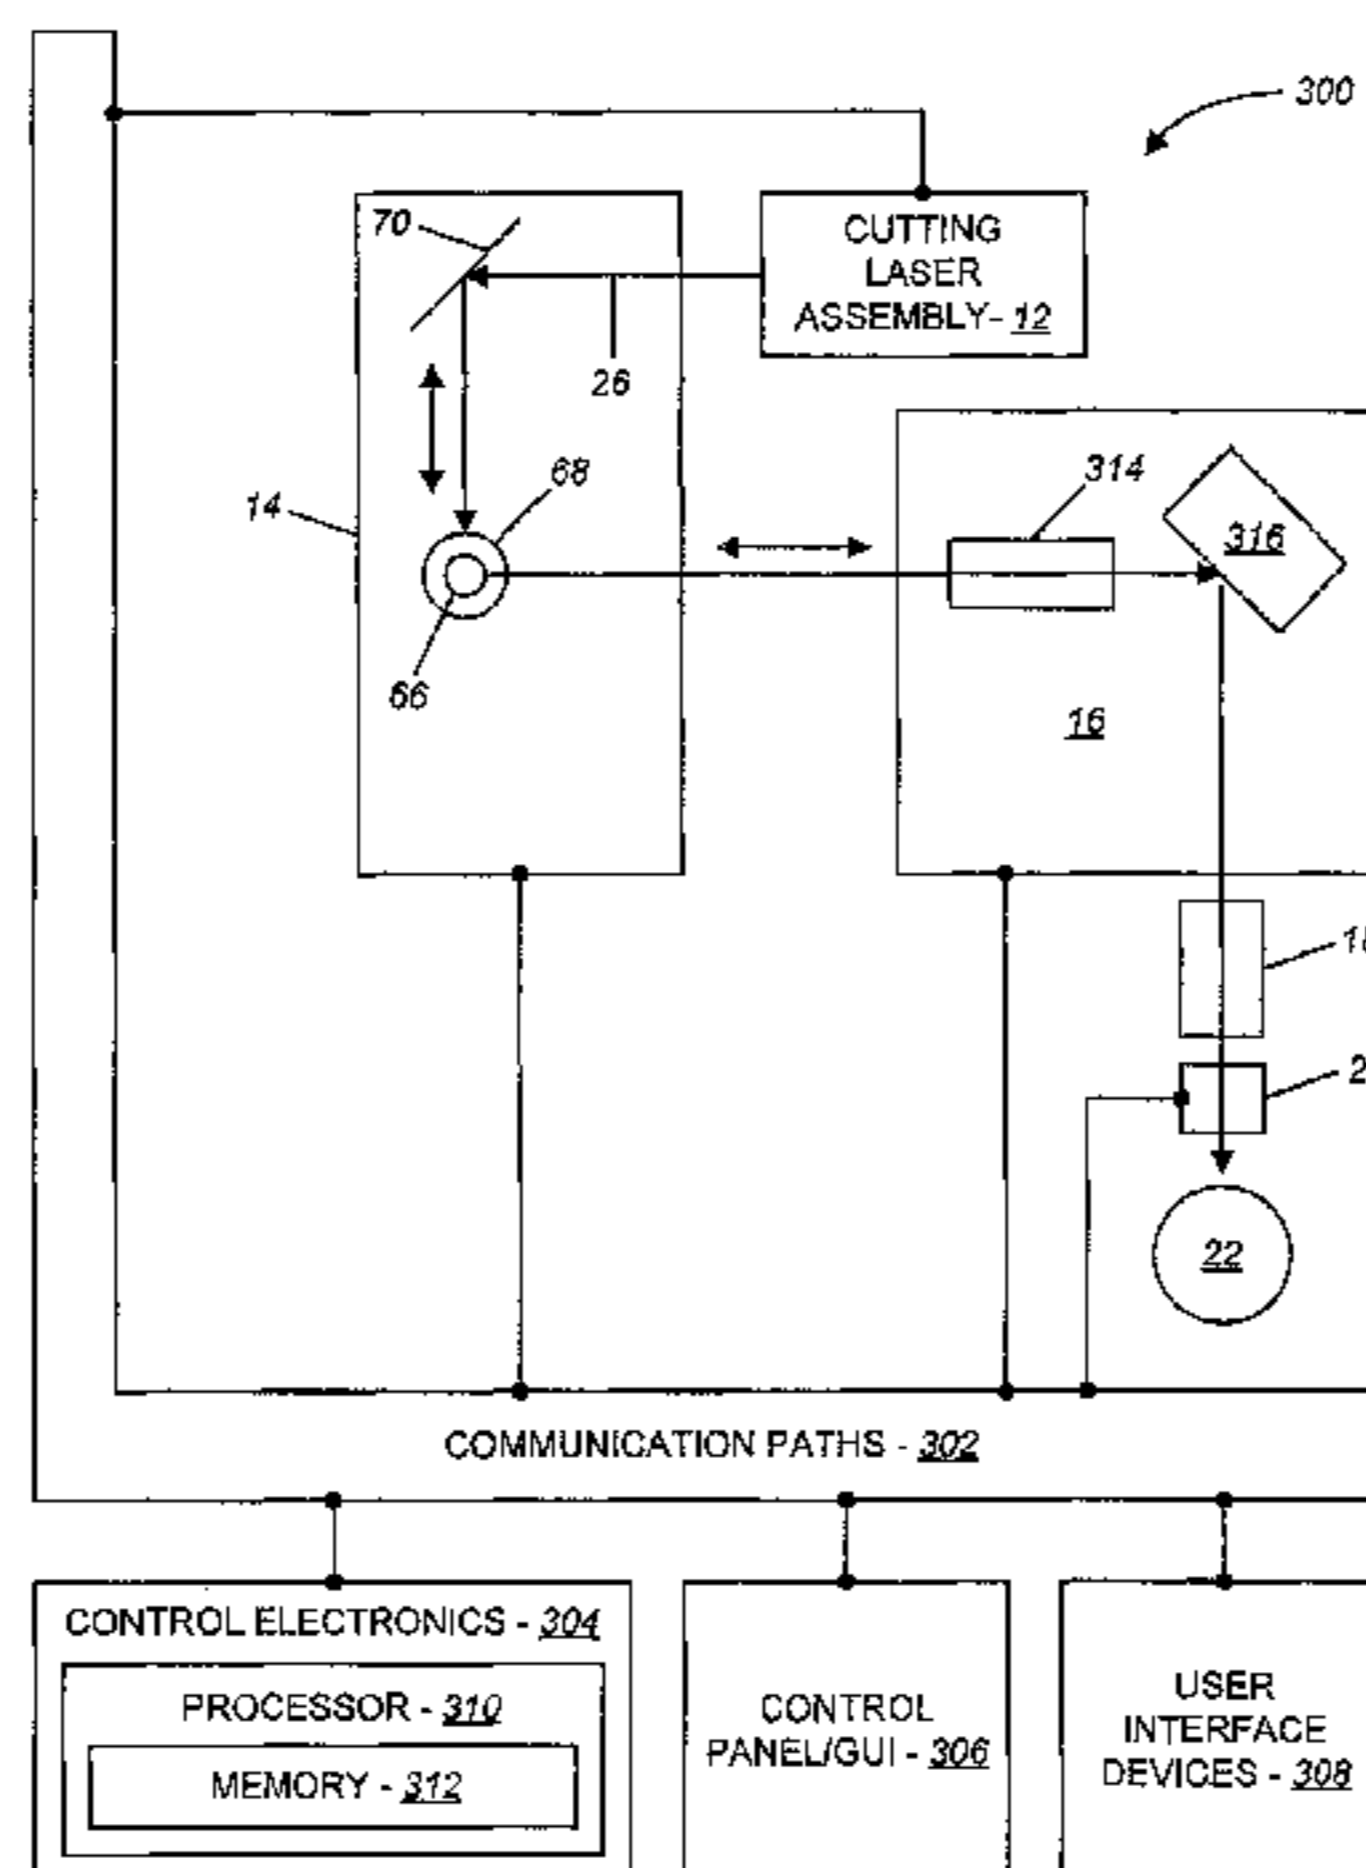 300
70
CUTTING
LASER
ASSEMBLY- 12
26
68
314
14
316
66
16
22
COMMUNICATION PATHS - 302
CONTROL ELECTRONICS - 304
PROCESSOR - 310
MEMORY - 312
CONTROL
PANEL/GUI - 306
USER
INTERFACE
DEVICES - 308